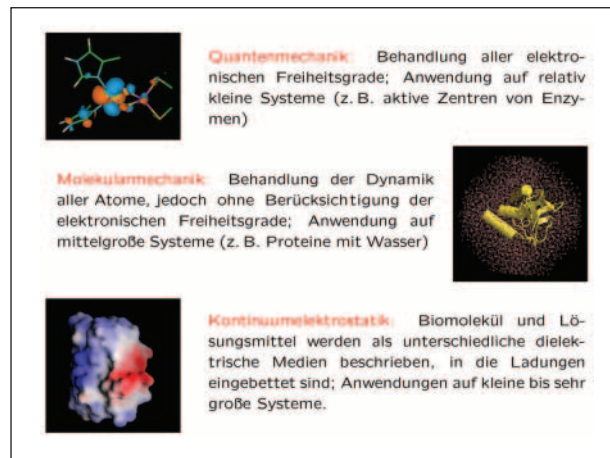 Quantenmechanik: Behandlung aller elektro-
nischen Freiheitsgrade; Anwendung auf relativ
kleine Systeme (z. B. aktive Zentren von Enzy-
men)
Molekularmechanik: Behandlung der Dynamik
aller Atome, jedoch ohne Berücksichtigung der
elektronischen Freiheitsgrade; Anwendung auf
mittelgroße Systeme (z. B. Proteine mit Wasser)
Kontinuumelektrostatik: Biomolekül und Lö-
sungsmittel werden als unterschiedliche dielek-
trische Medien beschrieben, in die Ladungen
eingebettet sind; Anwendungen auf kleine bis sehr
große Systeme.